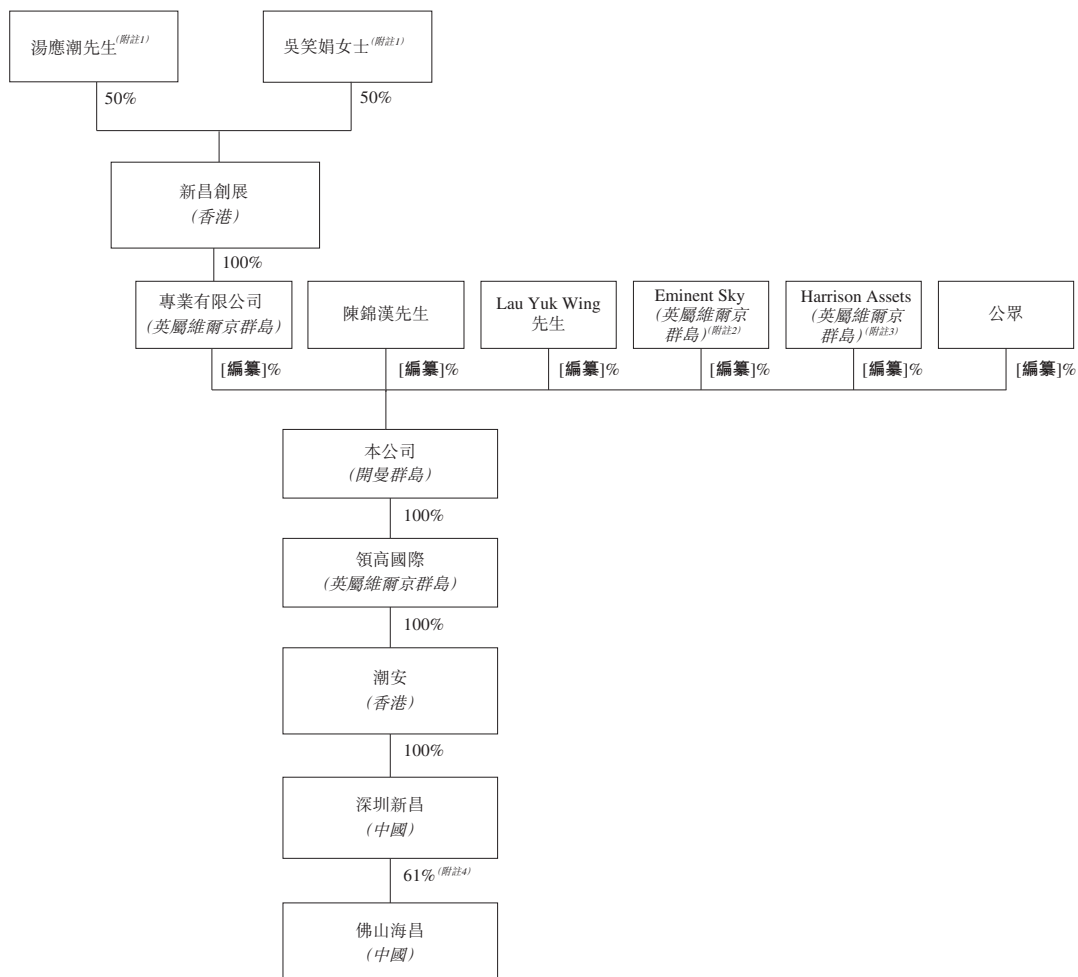 湯應潮先生(附註1)
吳笑娟女士(附註1)
50%
50%
新昌創展
(香港)
100%
專業有限公司
(英屬維爾京群島)
陳錦漢先生
Lau Yuk Wing
先生
Eminent Sky
(英屬維爾京
群島)(附註2)
Harrison Assets
(英屬維爾京
群島)(附註3)
公眾
[編纂]%
[編纂]%
[編纂]%
[編纂]%
[編纂]%
[編纂]%
本公司
(開曼群島)
100%
領高國際
(英屬維爾京群島)
100%
潮安
(香港)
100%
深圳新昌
(中國)
61%(附註4)
佛山海昌
(中國)